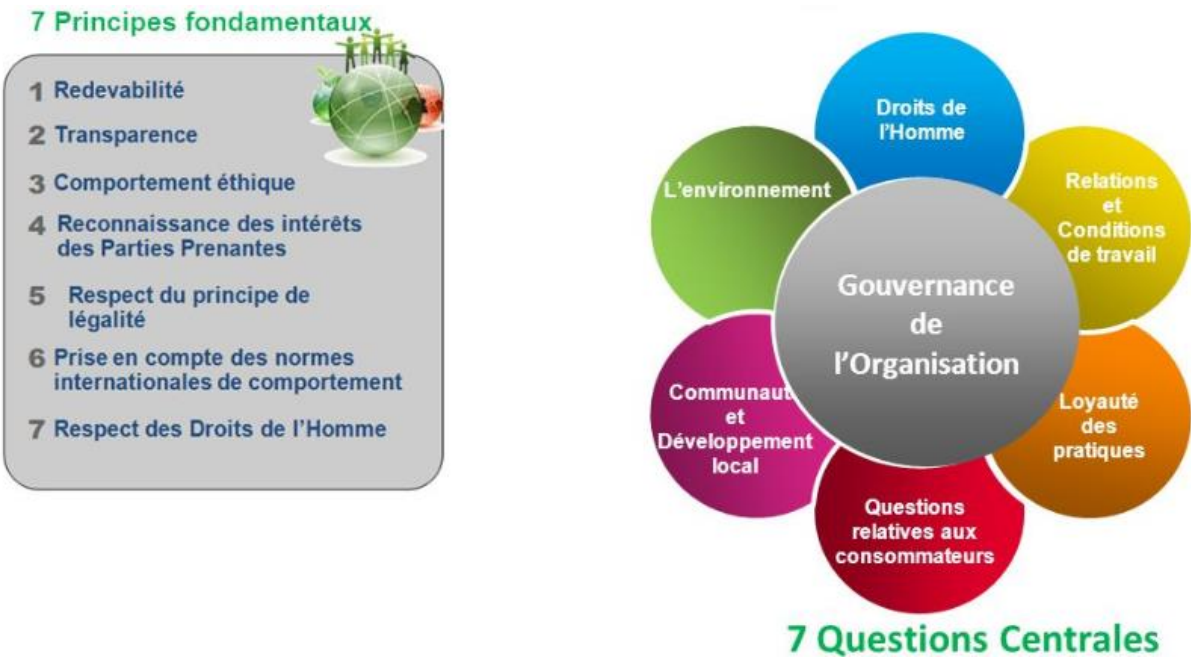 7 Principes fondamentaux
1 Redevabilité
2 Transparence
3 Comportement éthique
4 Reconnaissance des intérêts
des Parties Prenantes
5 Respect du principe de
légalité
6 Prise en compte des normes
internationales de comportement
7 Respect des Droits de l'Homme
Droits de
l'Homme
Relations
et
Conditions
de travail
Loyauté
des
pratiques
Questions
relatives aux
consommateurs
Communaut
et
Développement
local
L'environnement
Gouvernance
de
l'Organisation
7 Questions Centrales